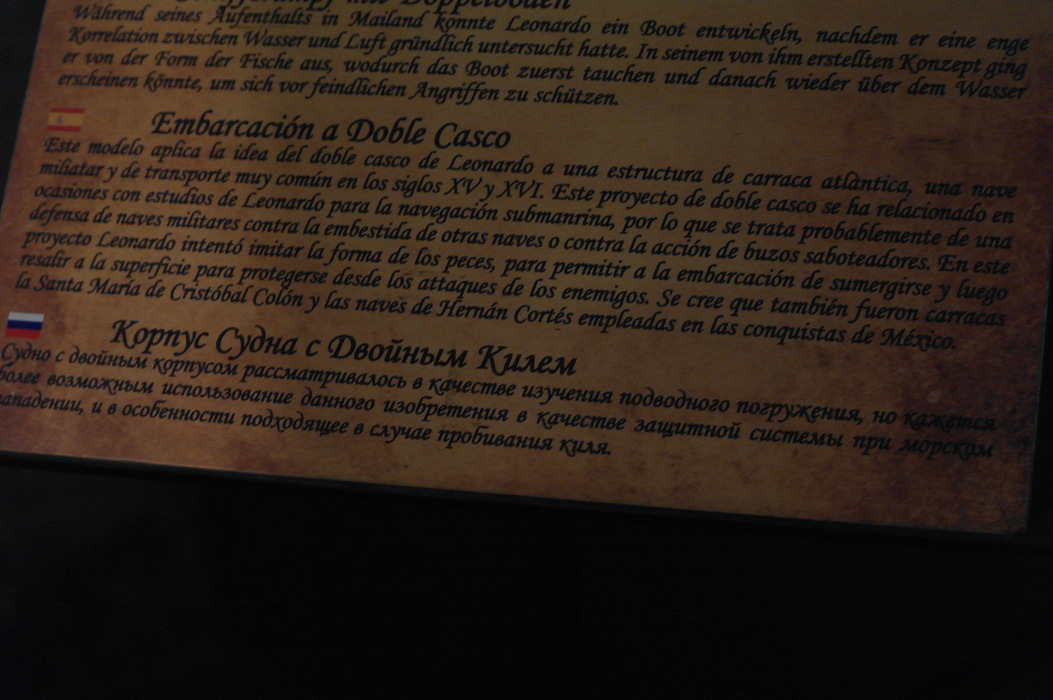 mit Doppelboden
Während seines Aufenthalts in Mailand konnte Leonardo ein Boot entwickeln, nachdem er eine enge
Korrelation zwischen Wasser und Luft gründlich untersucht hatte. In seinem von ihm erstellten Konzept ging
er von der Form der Fische aus, wodurch das Boot zuerst tauchen und danach wieder über dem Wasser
erscheinen könnte, um sich vor feindlichen Angriffen zu schützen.
Embarcación a Doble Casco
Este modelo aplica la idea del doble casco de Leonardo a una estructura de carraca atlàntica, una nave
miliatar y de transporte muy común en los siglos XV y XVI. Este proyecto de doble casco se ha relacionado en
ocasiones con estudios de Leonardo para la navegación submanrina, por lo que se trata probablemente de una
defensa de naves militares contra la embestida de otras naves o contra la acción de buzos saboteadores. En este
proyecto Leonardo intentó imitar la forma de los peces, para permitir a la embarcación de sumergirse y luego
resalir a la superficie para protegerse desde los attaques de los enemigos. Se cree que también fueron carracas
la Santa María de Cristóbal Colón y las naves de Hernán Cortés empleadas en las conquistas de México.
Корпус Судна с Двойным Килем
Судно с двойным корпусом рассматривалось в качестве изучения подводного погружения, но кажется
более возможным использование данного изобретения в качестве защитной системы при морском
нападении, и в особенности подходящее в случае пробивания киля.